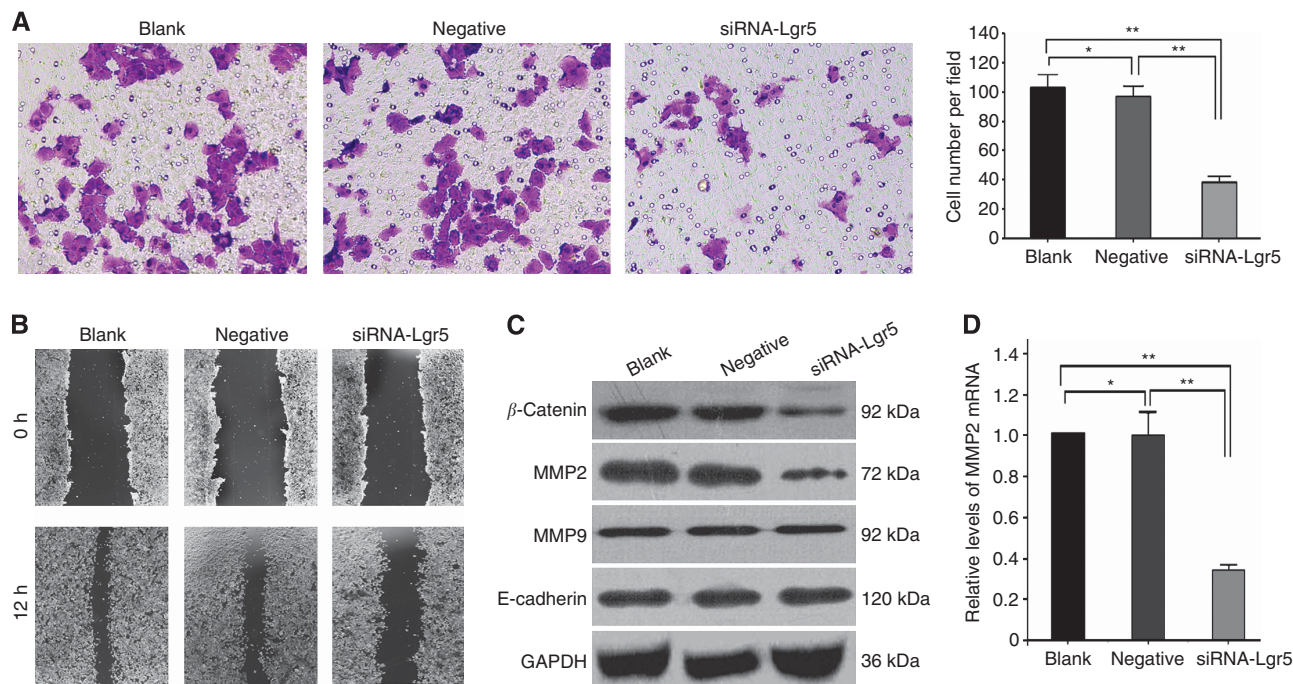 A
Blank
Negative
siRNA-Lgr5
Cell number per field
140
120
100
80
60
40
20
0
**
*
**
Blank
Negative
siRNA-Lgr5
B
Blank
Negative
siRNA-Lgr5
0 h
12 h
C
Blank
Negative
siRNA-Lgr5
β-Catenin
92 kDa
MMP2
72 kDa
MMP9
92 kDa
E-cadherin
120 kDa
GAPDH
36 kDa
D
Relative levels of MMP2 mRNA
1.4
1.2
1.0
0.8
0.6
0.4
0.2
0
**
*
**
Blank
Negative
siRNA-Lgr5